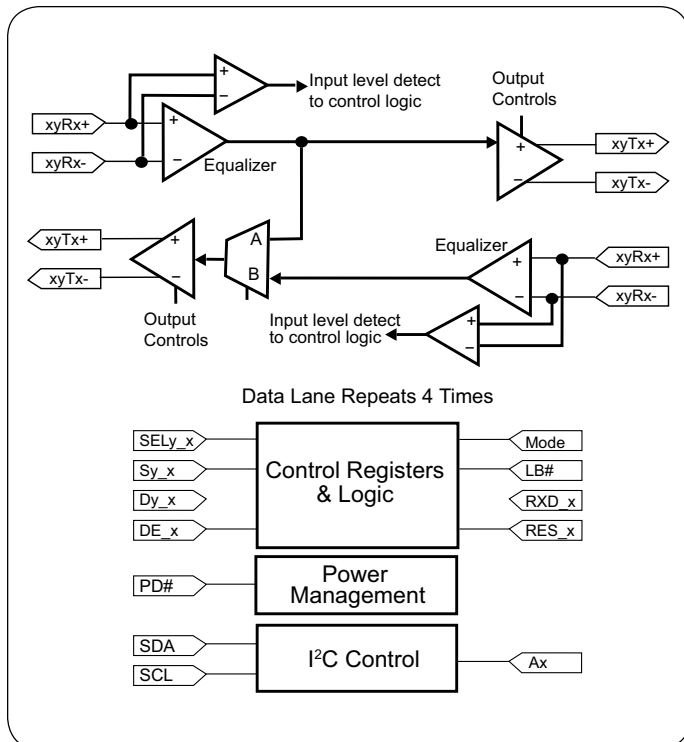 +
−
Input level detect
to control logic
Output
Controls
xyRx+
xyRx-
+
−
Equalizer
+
−
xyTx+
xyTx-
xyTx+
xyTx-
+
−
A
B
Equalizer
+
−
xyRx+
xyRx-
Output
Controls
Input level detect
to control logic
+
−
Data Lane Repeats 4 Times
SELy_x
Sy_x
Dy_x
DE_x
Control Registers
& Logic
Mode
LB#
RXD_x
RES_x
PD#
Power
Management
SDA
SCL
I²C Control
Ax